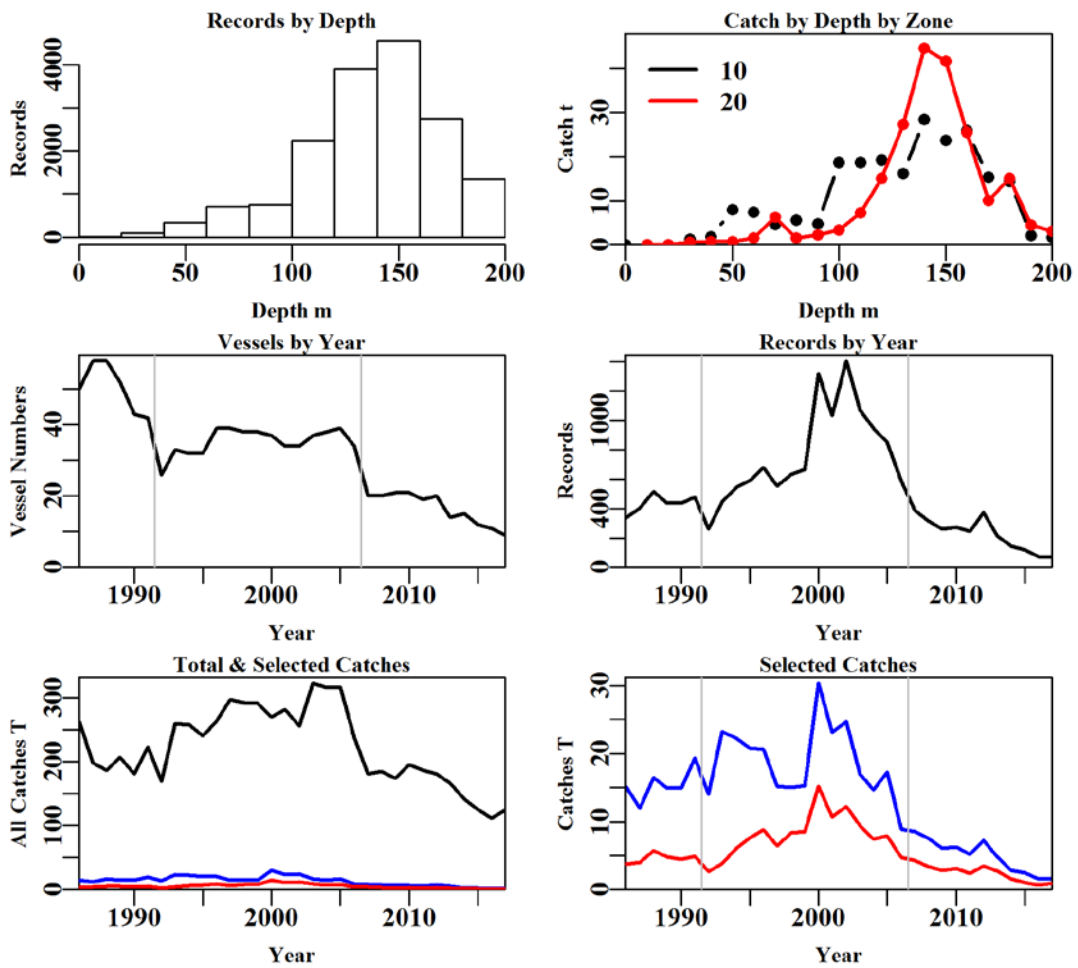 Records by Depth
Records
0 2000 4000
0 50 100 150 200
Depth m
Catch by Depth by Zone
10
20
Catch t
0 10 30
0 50 100 150 200
Depth m
Vessels by Year
Vessel Numbers
0 20 40
1990 2000 2010
Year
Records by Year
Records
0 400 1000
1990 2000 2010
Year
Total & Selected Catches
All Catches T
0 100 200 300
1990 2000 2010
Year
Selected Catches
Catches T
0 10 20 30
1990 2000 2010
Year